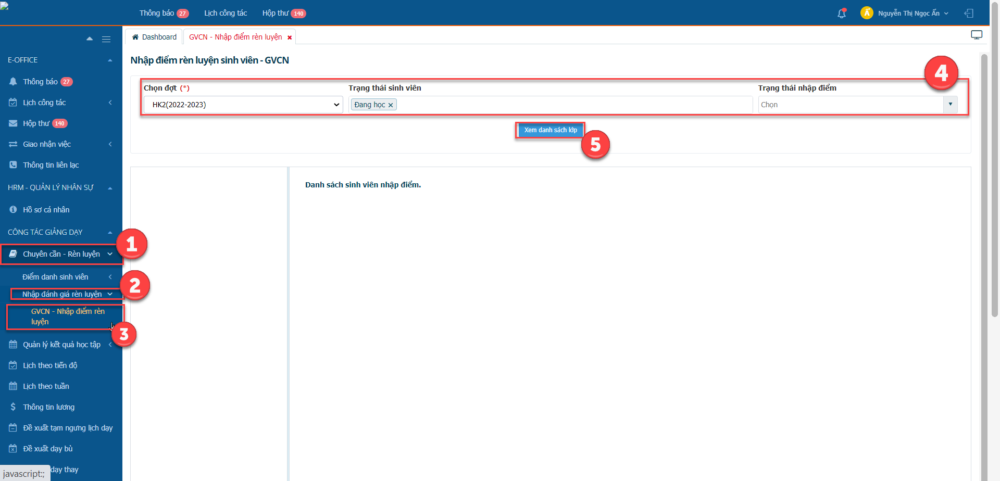 Thông báo 27 Lịch công tác Hộp thư 140 Ấ Nguyễn Thị Ngọc Ẩn
Dashboard GVCN - Nhập điểm rèn luyện
Nhập điểm rèn luyện sinh viên - GVCN
4
Chọn đợt (*) Trạng thái sinh viên Trạng thái nhập điểm
HK2(2022-2023) Đang học Chọn
Xem danh sách lớp
5
Danh sách sinh viên nhập điểm.
E-OFFICE
Thông báo 27
Lịch công tác
Hộp thư 140
Giao nhận việc
Thông tin liên lạc
HRM - QUẢN LÝ NHÂN SỰ
Hồ sơ cá nhân
CÔNG TÁC GIẢNG DẠY
1
Chuyên cần - Rèn luyện
Điểm danh sinh viên
2
Nhập đánh giá rèn luyện
GVCN - Nhập điểm rèn
luyện
3
Quản lý kết quả học tập
Lịch theo tiến độ
Lịch theo tuần
Thông tin lương
Đề xuất tạm ngưng lịch dạy
Đề xuất dạy bù
dạy thay
javascript:;